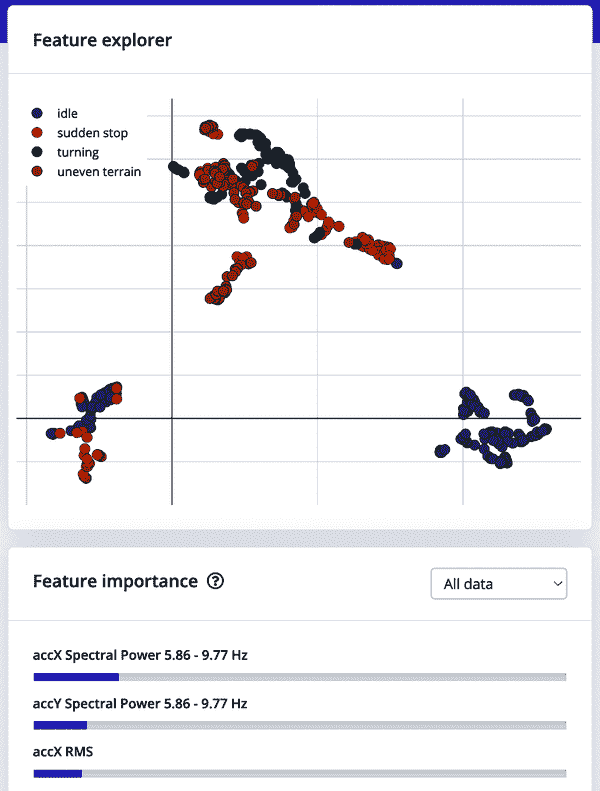 Feature explorer
idle
sudden stop
turning
uneven terrain
Feature importance ?
All data
accX Spectral Power 5.86 - 9.77 Hz
accY Spectral Power 5.86 - 9.77 Hz
accX RMS